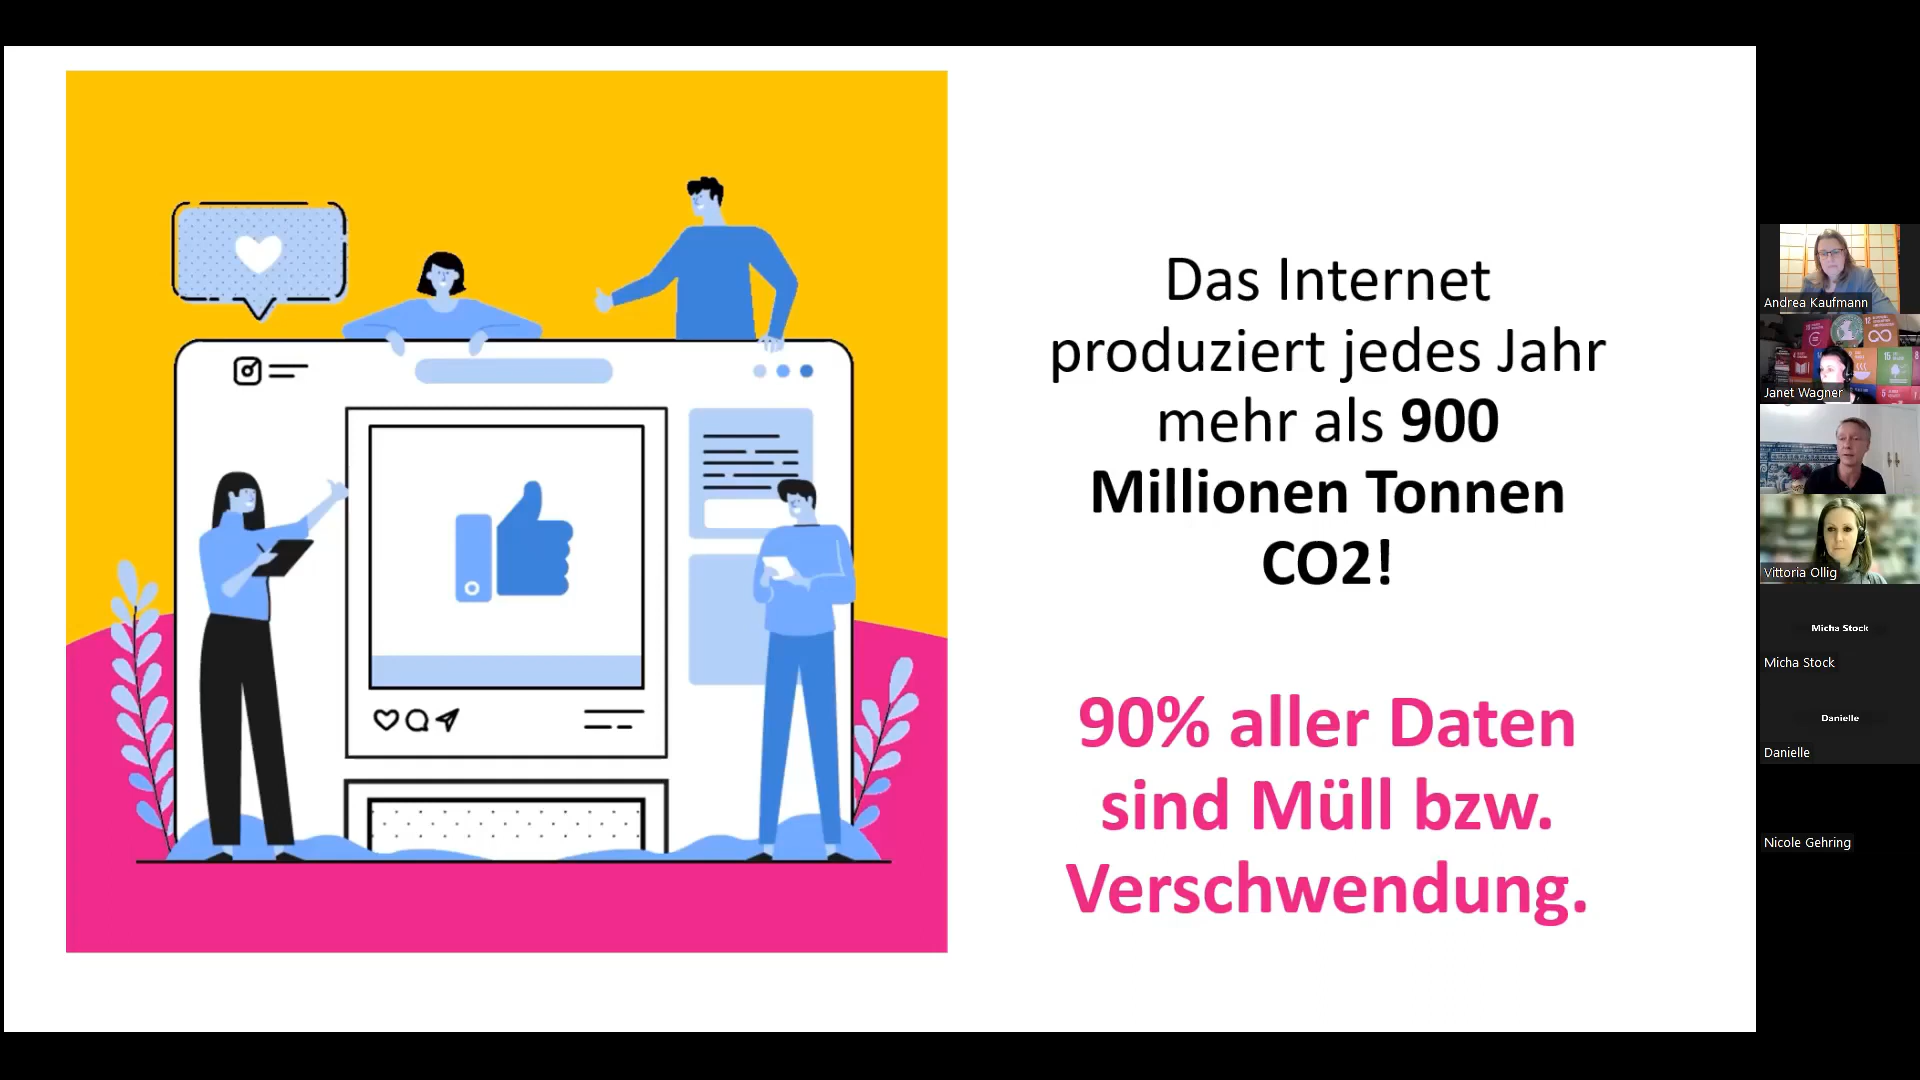 Das Internet
produziert jedes Jahr
mehr als 900
Millionen Tonnen
CO2!
90% aller Daten
sind Müll bzw.
Verschwendung.
Andrea Kaufmann
Janet Wagner
Vittoria Ollig
Micha Stock
Micha Stock
Danielle
Danielle
Nicole Gehring